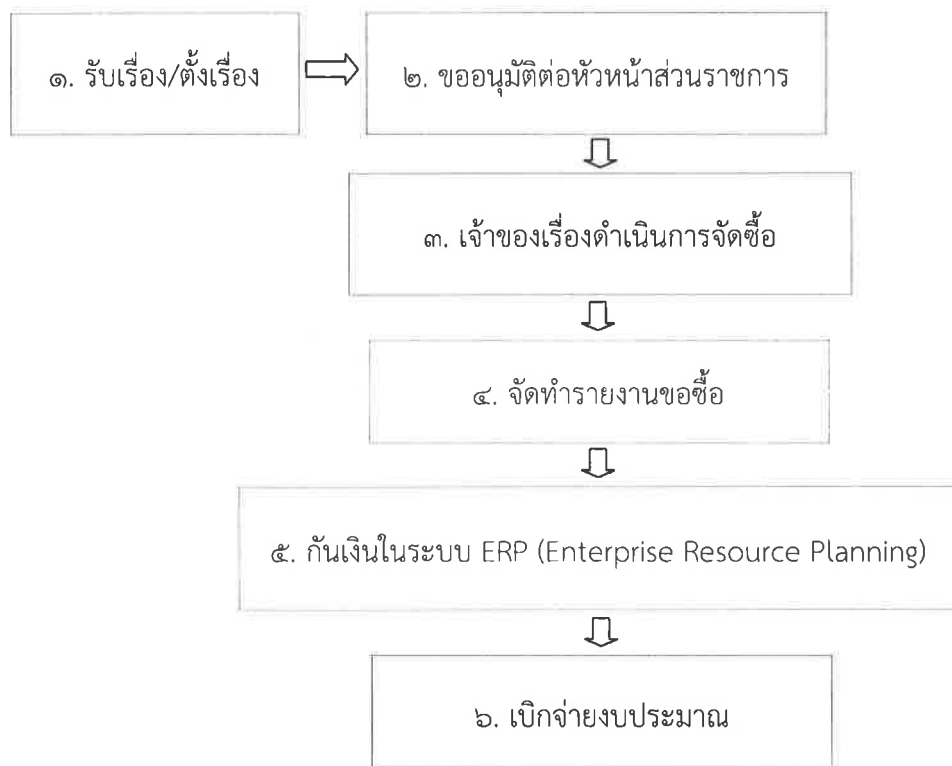 ๑. รับเรื่อง/ตั้งเรื่อง
๒. ขออนุมัติต่อหัวหน้าส่วนราชการ
๓. เจ้าของเรื่องดำเนินการจัดซื้อ
๔. จัดทำรายงานขอซื้อ
๕. กันเงินในระบบ ERP (Enterprise Resource Planning)
๖. เบิกจ่ายงบประมาณ